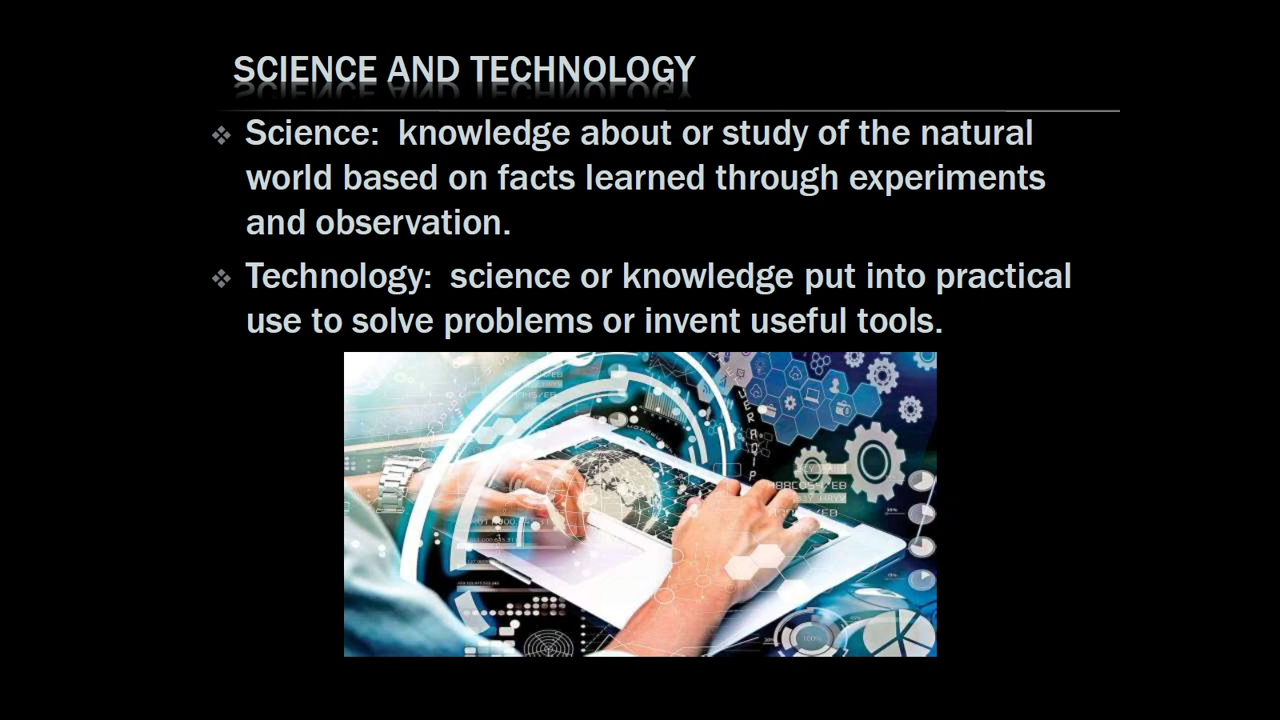 SCIENCE AND TECHNOLOGY
❖ Science:  knowledge about or study of the natural
world based on facts learned through experiments
and observation.
❖ Technology:  science or knowledge put into practical
use to solve problems or invent useful tools.
100%